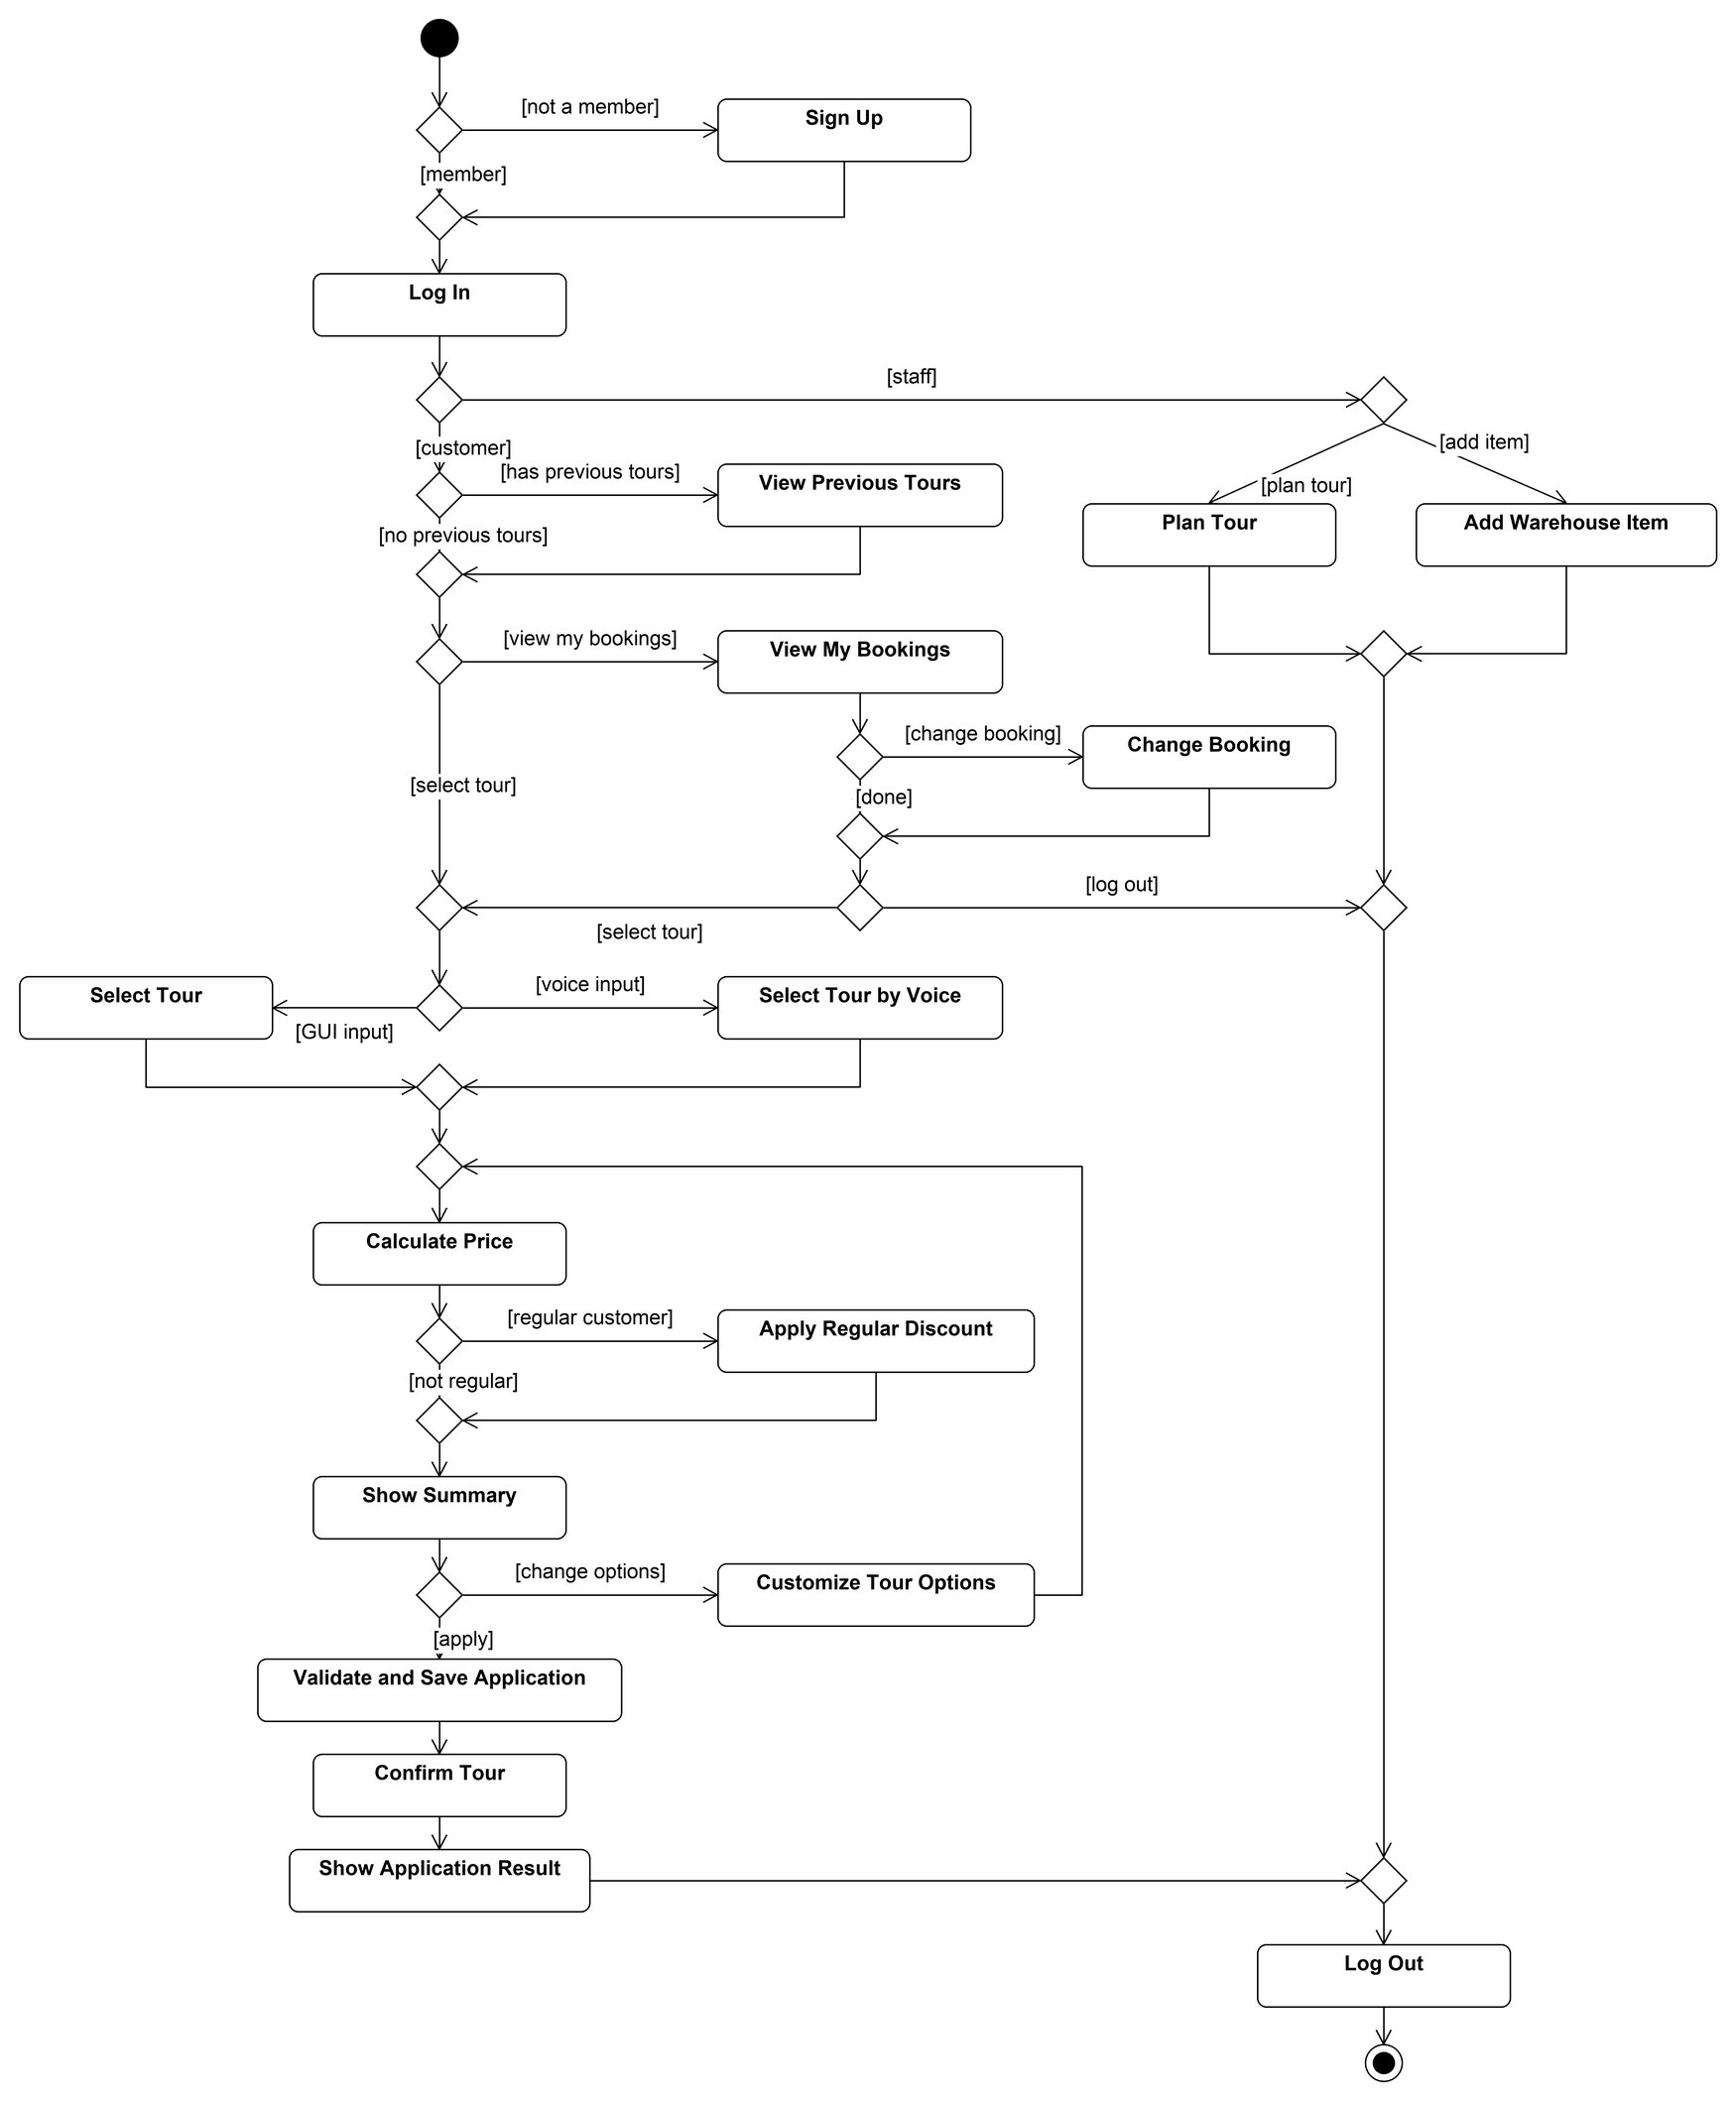 [not a member]
Sign Up
[member]
Log In
[staff]
[customer]
[add item]
[has previous tours]
View Previous Tours
[plan tour]
Plan Tour
Add Warehouse Item
[no previous tours]
[view my bookings]
View My Bookings
[change booking]
Change Booking
[select tour]
[done]
[log out]
[select tour]
Select Tour
[voice input]
Select Tour by Voice
[GUI input]
Calculate Price
[regular customer]
Apply Regular Discount
[not regular]
Show Summary
[change options]
Customize Tour Options
[apply]
Validate and Save Application
Confirm Tour
Show Application Result
Log Out